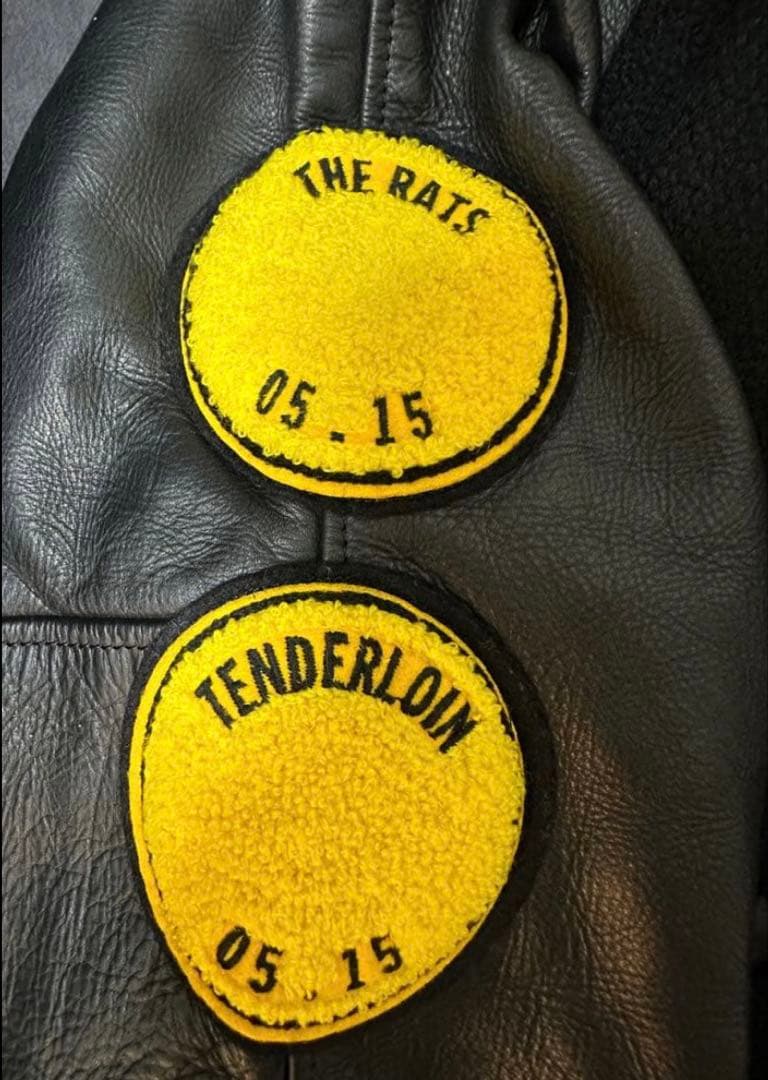 THE RATS
05 - 15
TENDERLOIN
05 . 15